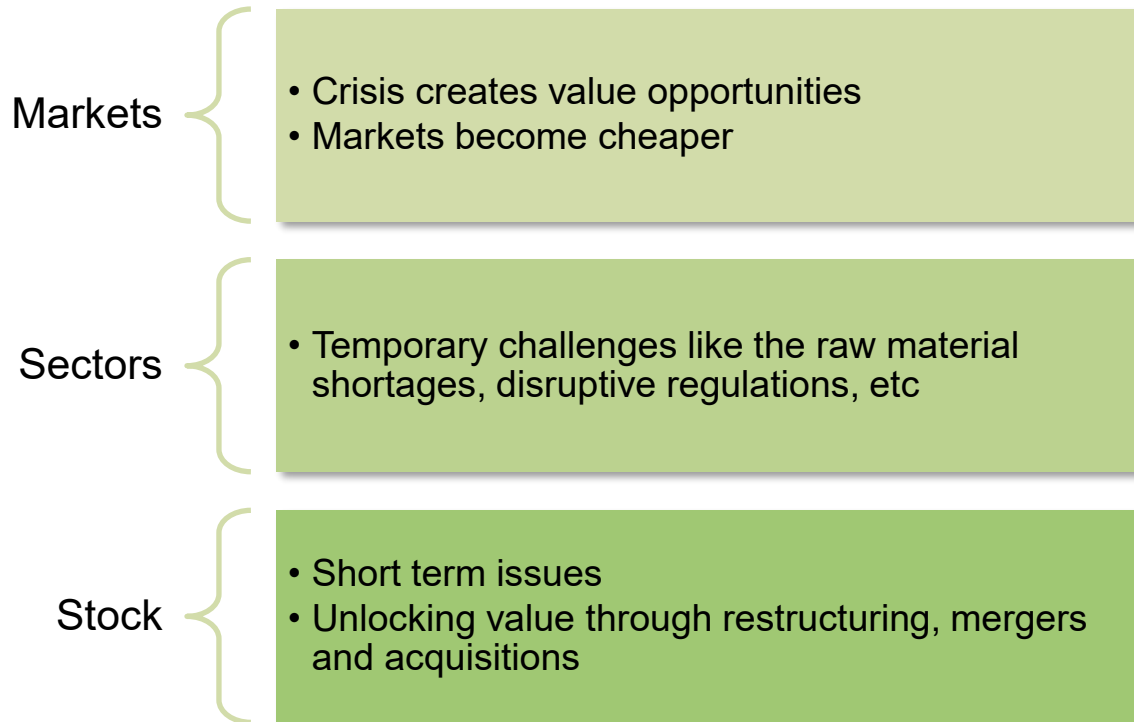 Markets
• Crisis creates value opportunities
• Markets become cheaper
Sectors
• Temporary challenges like the raw material
shortages, disruptive regulations, etc
Stock
• Short term issues
• Unlocking value through restructuring, mergers
and acquisitions